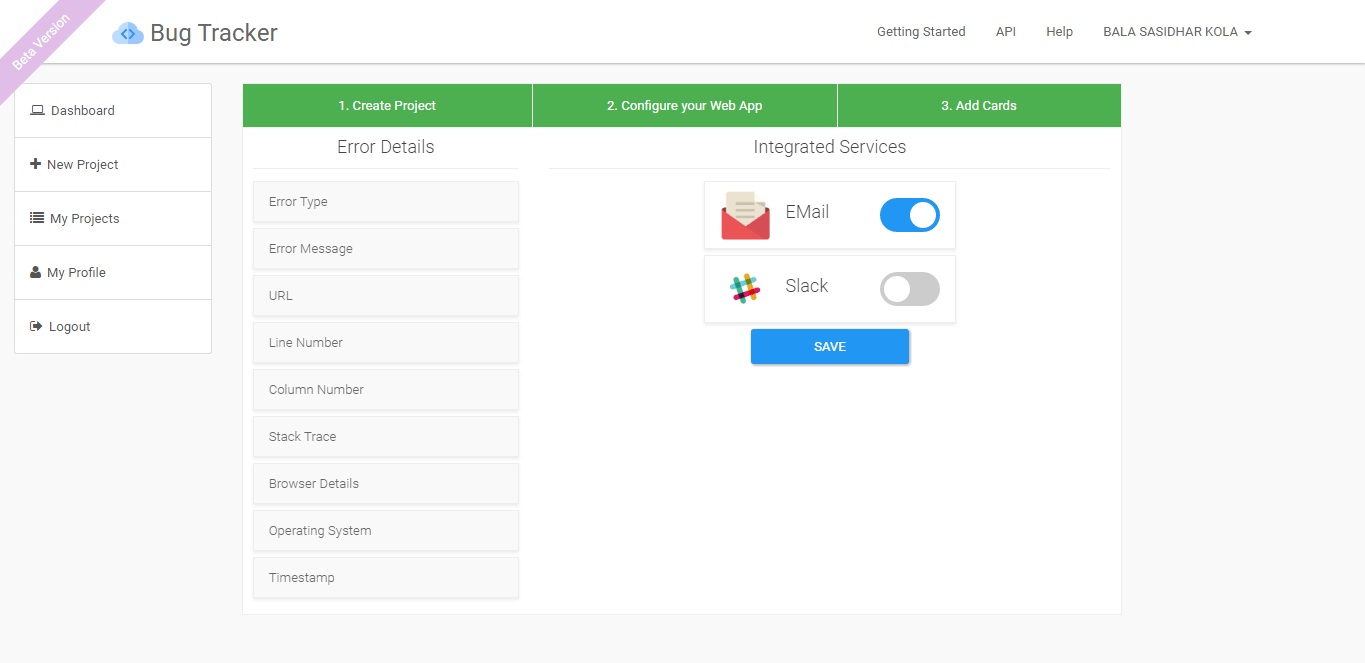 Beta Version
Bug Tracker
Getting Started
API
Help
BALA SASIDHAR KOLA
Dashboard
New Project
My Projects
My Profile
Logout
1. Create Project
2. Configure your Web App
3. Add Cards
Error Details
Error Type
Error Message
URL
Line Number
Column Number
Stack Trace
Browser Details
Operating System
Timestamp
Integrated Services
EMail
Slack
SAVE